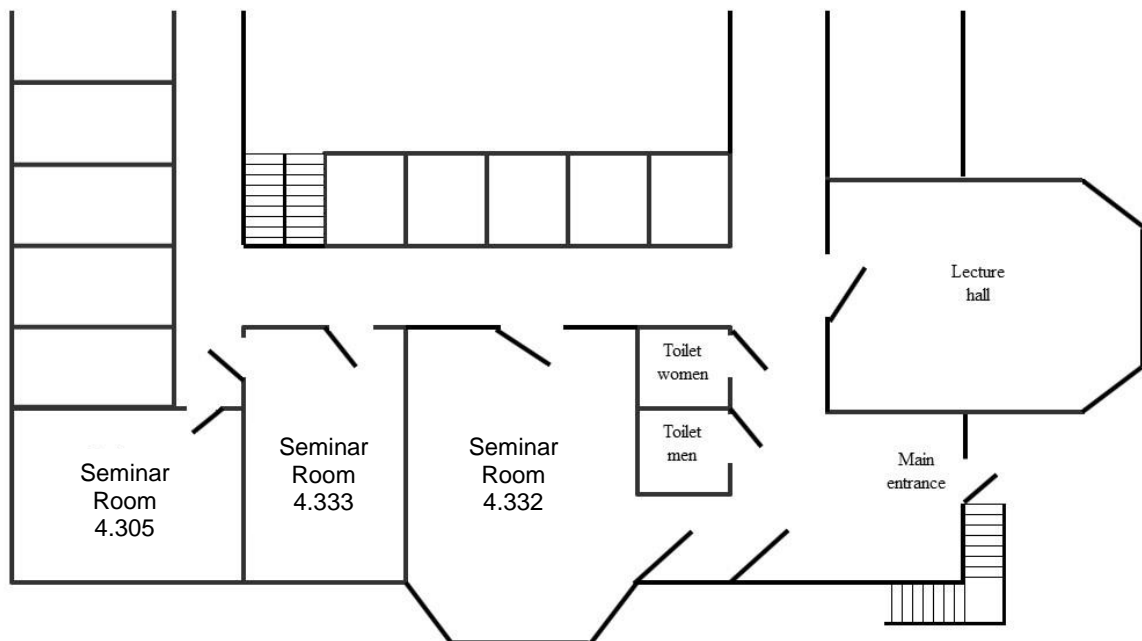 Lecture
hall
Toilet
women
Toilet
men
Main
entrance
Seminar
Room
4.305
Seminar
Room
4.333
Seminar
Room
4.332